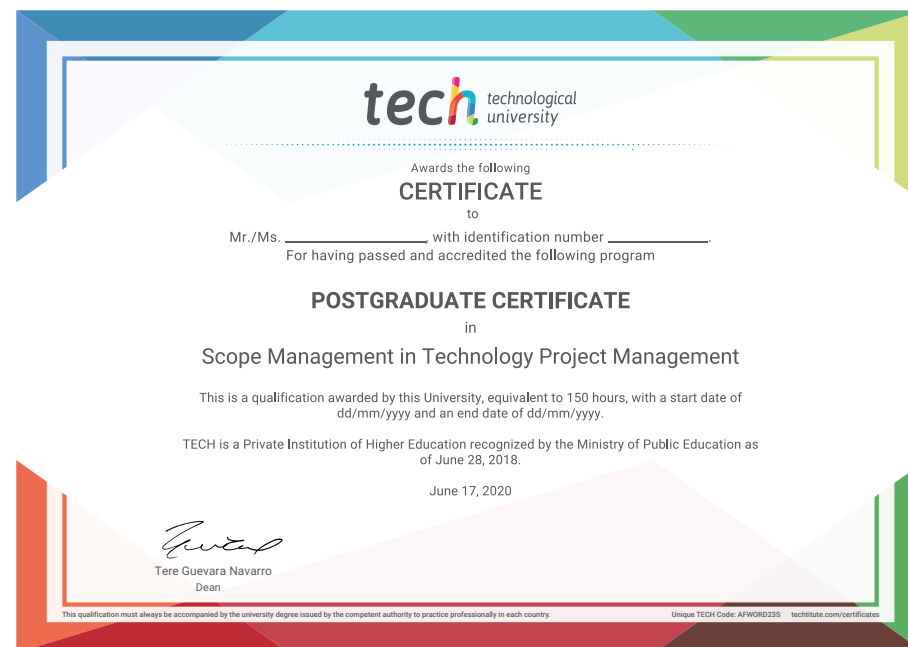 tech technological
university
Awards the following
CERTIFICATE
to
Mr./Ms. ____________________, with identification number ______________.
For having passed and accredited the following program
POSTGRADUATE CERTIFICATE
in
Scope Management in Technology Project Management
This is a qualification awarded by this University, equivalent to 150 hours, with a start date of
dd/mm/yyyy and an end date of dd/mm/yyyy.
TECH is a Private Institution of Higher Education recognized by the Ministry of Public Education as
of June 28, 2018.
June 17, 2020
Tere Guevara Navarro
Dean
This qualification must always be accompanied by the university degree issued by the competent authority to practice professionally in each country. Unique TECH Code: AFWORD23S techtitute.com/certificates